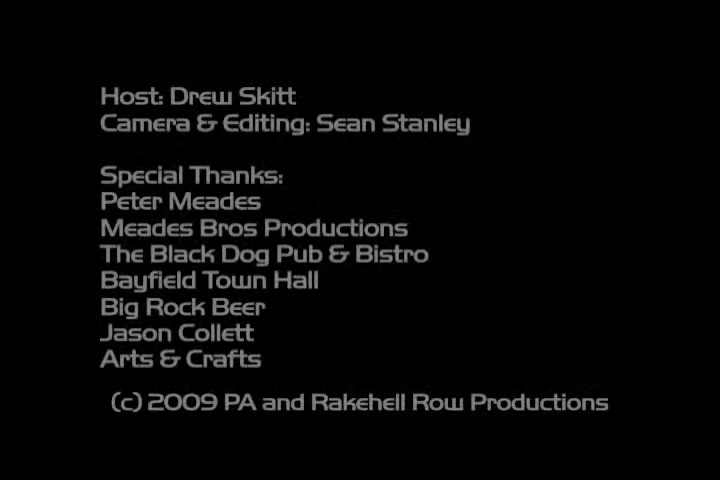 Host: Drew Skitt
Camera & Editing: Sean Stanley
Special Thanks:
Peter Meades
Meades Bros Productions
The Black Dog Pub & Bistro
Bayfield Town Hall
Big Rock Beer
Jason Collett
Arts & Crafts
(c) 2009 PA and Rakehell Row Productions